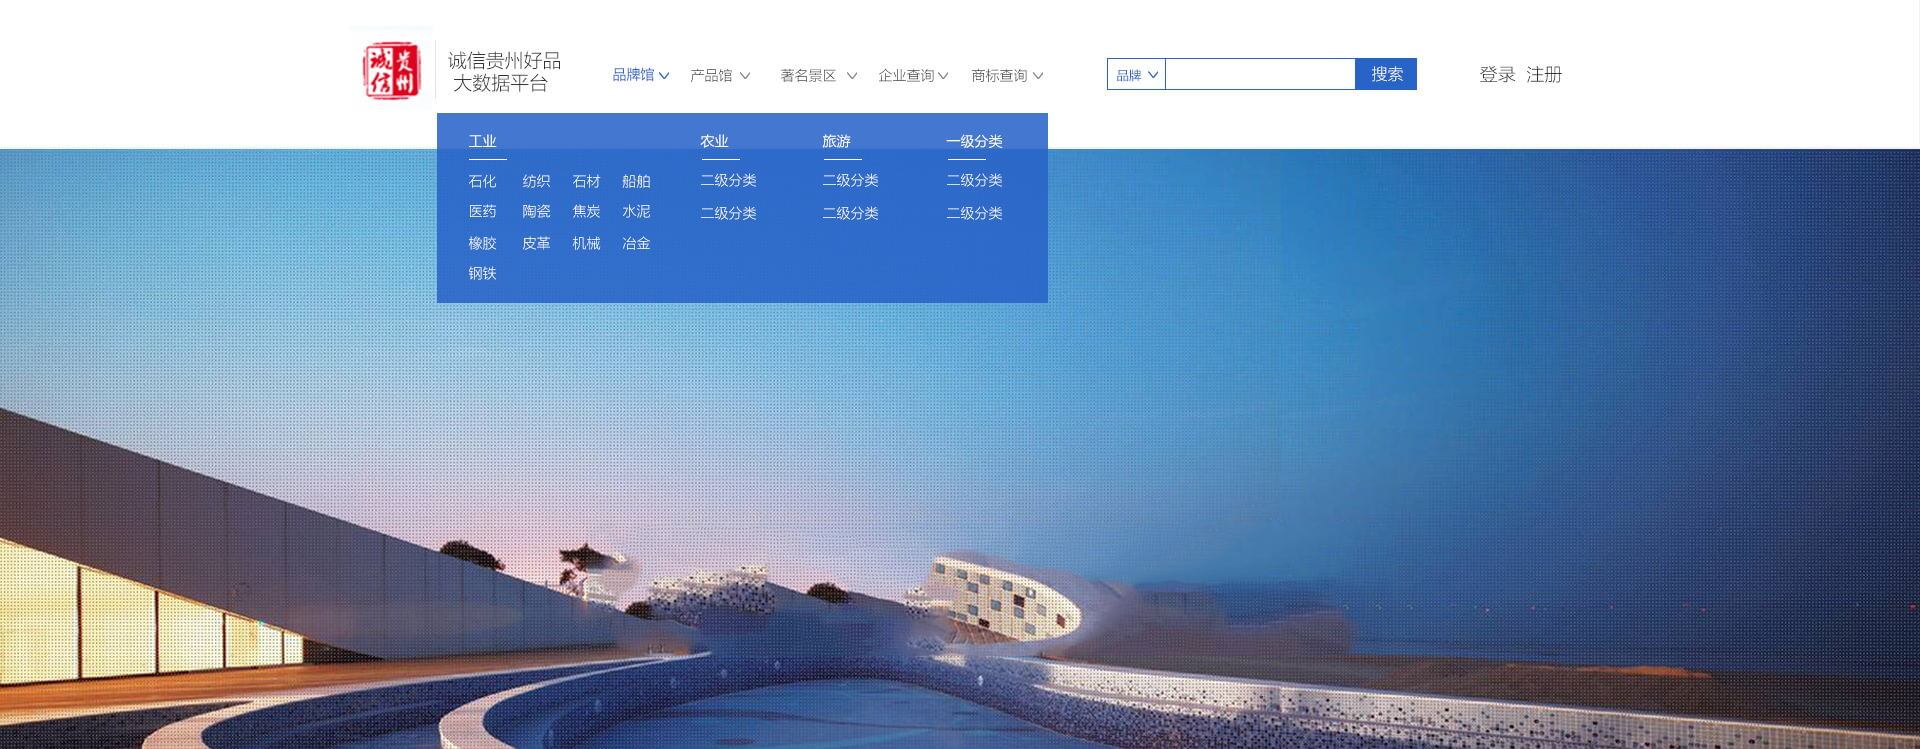 诚信贵州
诚信贵州好品
大数据平台
品牌馆 产品馆 著名景区 企业查询 商标查询
品牌 搜索 登录 注册
工业 农业 旅游 一级分类
石化 纺织 石材 船舶 二级分类 二级分类 二级分类
医药 陶瓷 焦炭 水泥 二级分类 二级分类 二级分类
橡胶 皮革 机械 冶金
钢铁